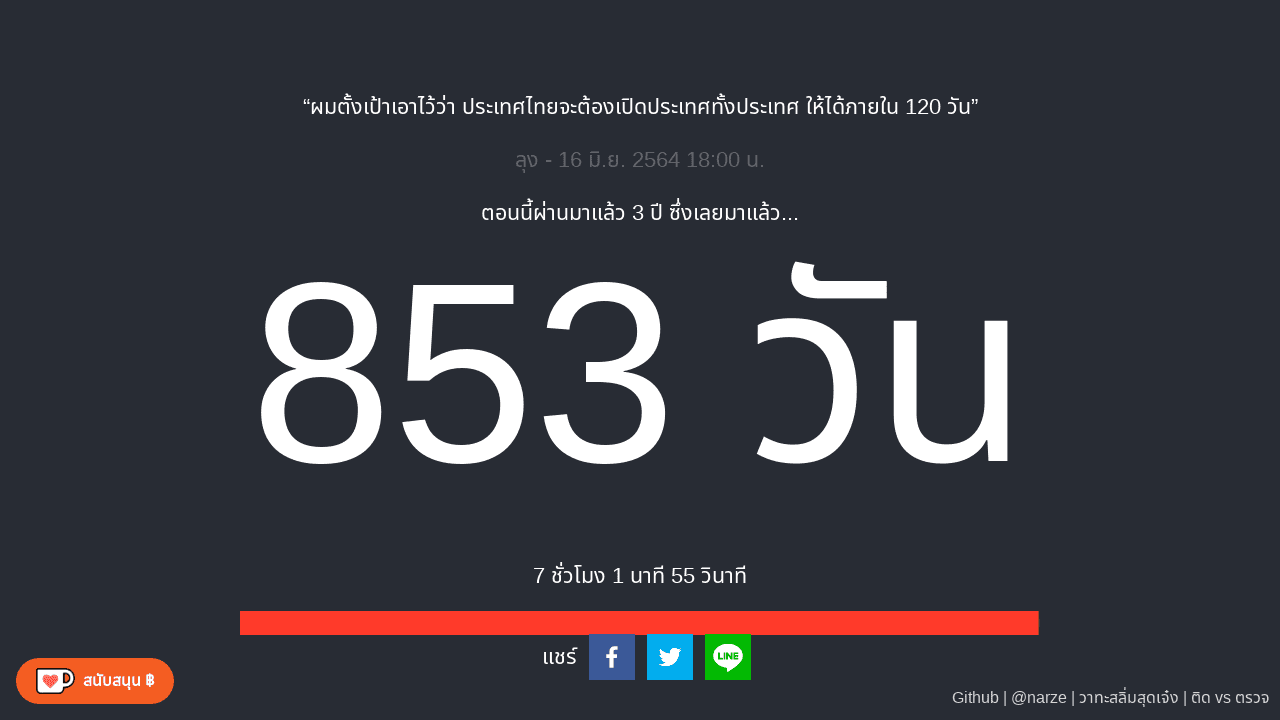 “ผมตั้งเป้าเอาไว้ว่า ประเทศไทยจะต้องเปิดประเทศทั้งประเทศ ให้ได้ภายใน 120 วัน”
ลุง - 16 มิ.ย. 2564 18:00 น.
ตอนนี้ผ่านมาแล้ว 3 ปี ซึ่งเลยมาแล้ว...
853 วัน
7 ชั่วโมง 1 นาที 55 วินาที
แชร์
LINE
สนับสนุน ฿
Github | @narze | วาทะสลิ่มสุดเจ๋ง | ติด vs ตรวจ